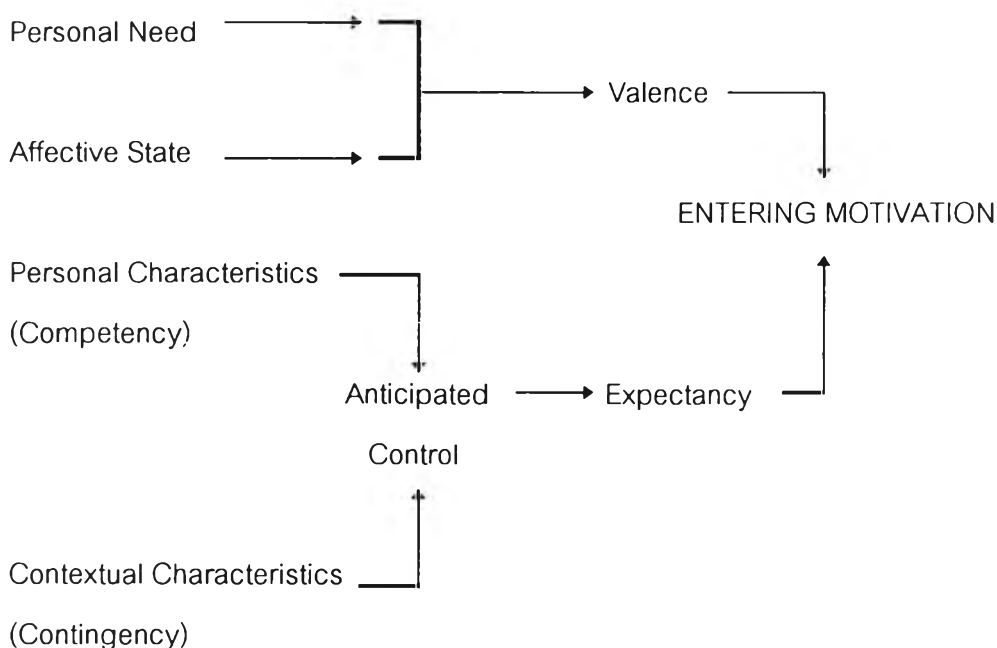 Personal Need
Valence
Affective State
ENTERING MOTIVATION
Personal Characteristics
(Competency)
Anticipated
Control
Expectancy
Contextual Characteristics
(Contingency)